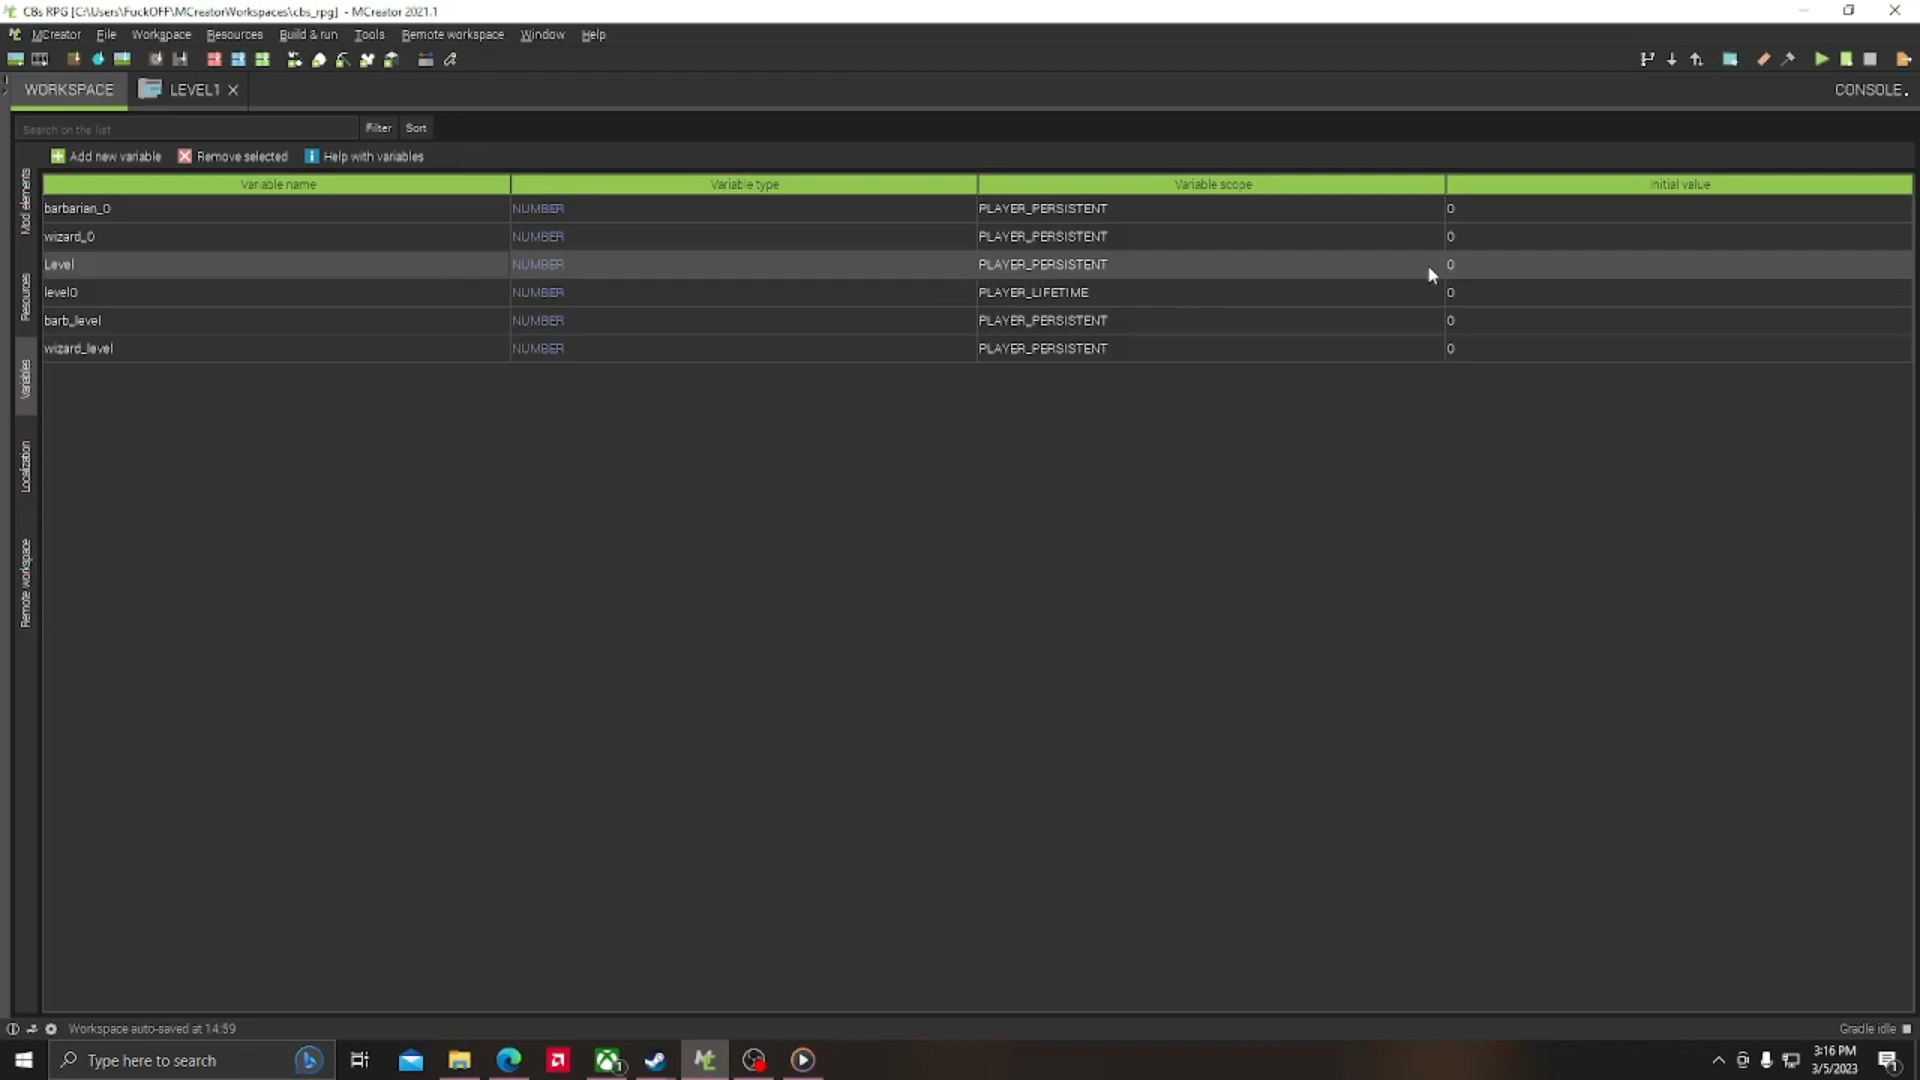 CBs RPG [C:\Users\FuckOFF\MCreatorWorkspaces\cbs_rpg] - MCreator 2021.1
MCreator File Workspace Resources Build & run Tools Remote workspace Window Help
WORKSPACE LEVEL1 CONSOLE
Search on the list Filter Sort
Add new variable Remove selected Help with variables
Variable name Variable type Variable scope Initial value
barbarian_0 NUMBER PLAYER_PERSISTENT 0
wizard_0 NUMBER PLAYER_PERSISTENT 0
Level NUMBER PLAYER_PERSISTENT 0
level0 NUMBER PLAYER_LIFETIME 0
barb_level NUMBER PLAYER_PERSISTENT 0
wizard_level NUMBER PLAYER_PERSISTENT 0
Mod elements
Resources
Variables
Localization
Remote workspace
Workspace auto-saved at 14:59 Gradle idle
Type here to search 3:16 PM
3/5/2023